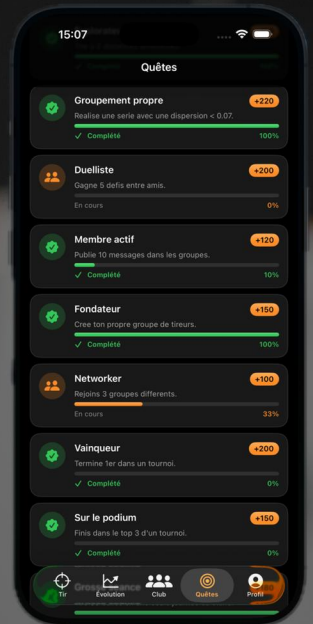 15:07
Quêtes
Groupement propre
+220
Realise une serie avec une dispersion < 0.07.
✓ Complété
100%
Duelliste
+200
Gagne 5 defis entre amis.
En cours
0%
Membre actif
+120
Publie 10 messages dans les groupes.
✓ Complété
10%
Fondateur
+150
Cree ton propre groupe de tireurs.
✓ Complété
100%
Networker
+100
Rejoins 3 groupes differents.
En cours
33%
Vainqueur
+200
Termine 1er dans un tournoi.
✓ Complété
0%
Sur le podium
+150
Finis dans le top 3 d'un tournoi.
✓ Complété
0%
Tir
Évolution
Club
Quêtes
Profil